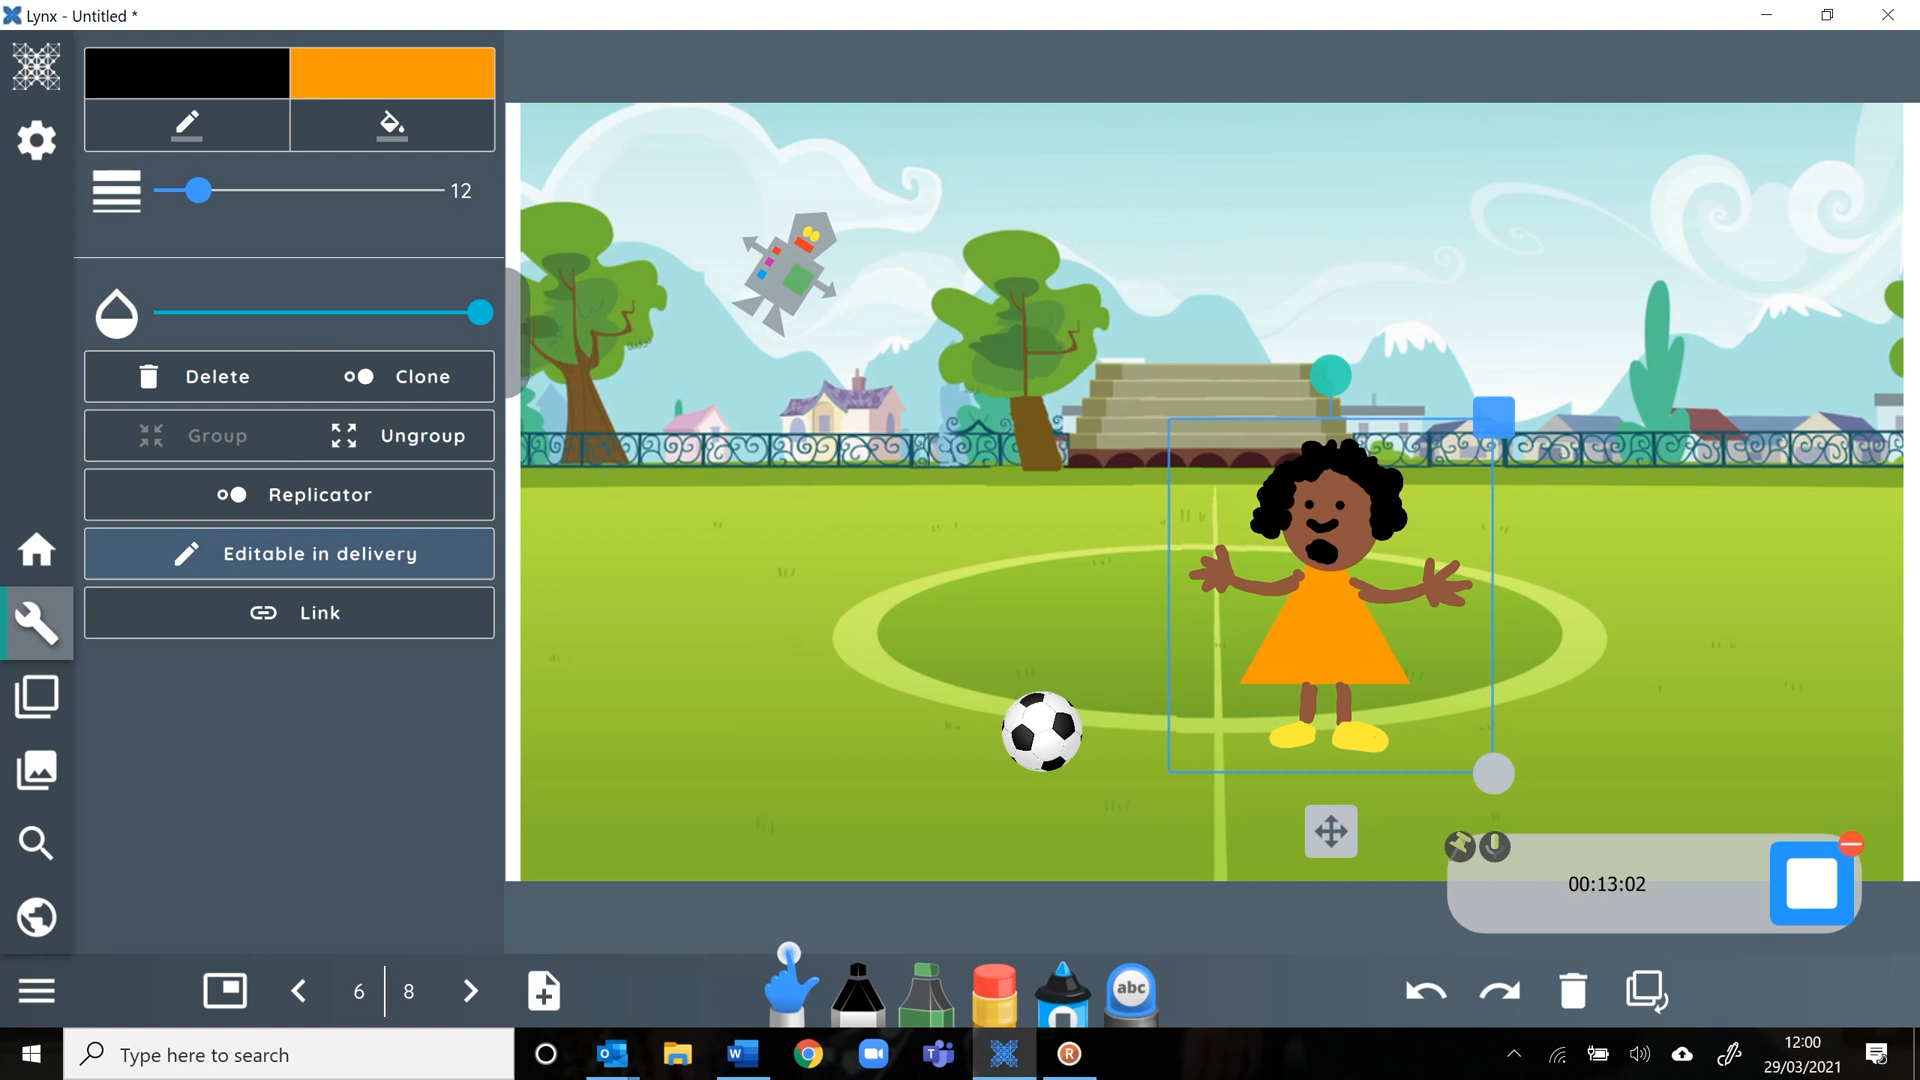 Lynx - Untitled *
12
Delete
Clone
Group
Ungroup
Replicator
Editable in delivery
Link
00:13:02
6
8
abc
Type here to search
12:00
29/03/2021